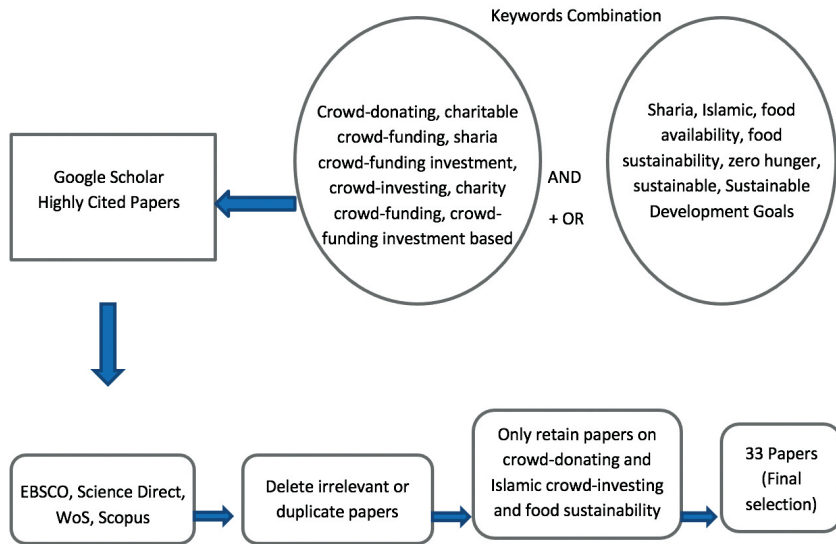 Keywords Combination
Crowd-donating, charitable
crowd-funding, sharia
crowd-funding investment,
crowd-investing, charity
crowd-funding, crowd-
funding investment based
AND
+ OR
Sharia, Islamic, food
availability, food
sustainability, zero hunger,
sustainable, Sustainable
Development Goals
Google Scholar
Highly Cited Papers
EBSCO, Science Direct,
WoS, Scopus
Delete irrelevant or
duplicate papers
Only retain papers on
crowd-donating and
Islamic crowd-investing
and food sustainability
33 Papers
(Final
selection)